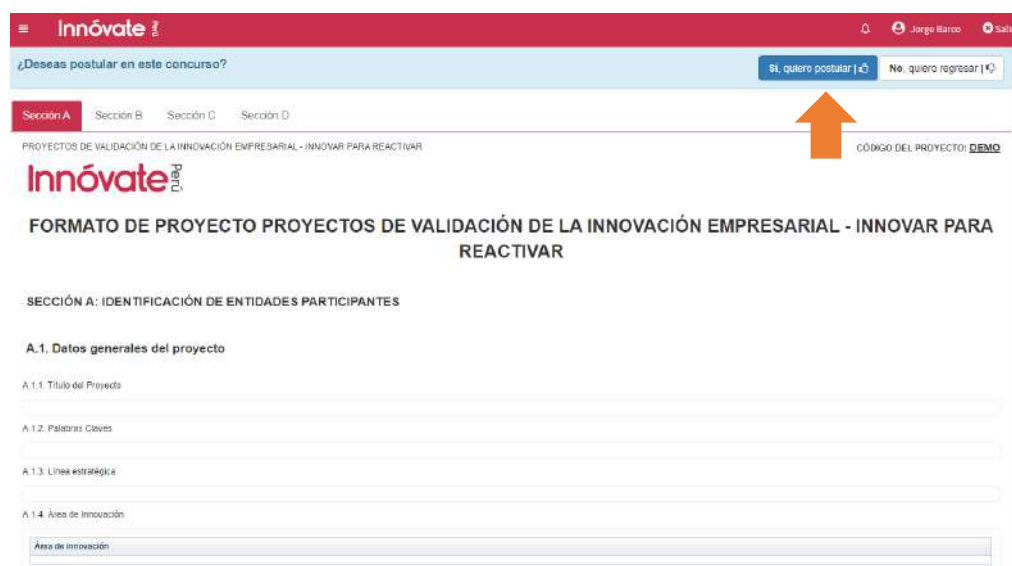 ≡ Innóvate Perú Jorge Barco Sali
¿Deseas postular en este concurso? Sí, quiero postular | No, quiero regresar |
Sección A Sección B Sección C Sección D
PROYECTOS DE VALIDACIÓN DE LA INNOVACIÓN EMPRESARIAL - INNOVAR PARA REACTIVAR CÓDIGO DEL PROYECTO: DEMO
Innóvate Perú
FORMATO DE PROYECTO PROYECTOS DE VALIDACIÓN DE LA INNOVACIÓN EMPRESARIAL - INNOVAR PARA
REACTIVAR
SECCIÓN A: IDENTIFICACIÓN DE ENTIDADES PARTICIPANTES
A.1. Datos generales del proyecto
A.1.1. Título del Proyecto
A.1.2. Palabras Claves
A.1.3. Línea estratégica
A.1.4. Área de Innovación
Área de innovación